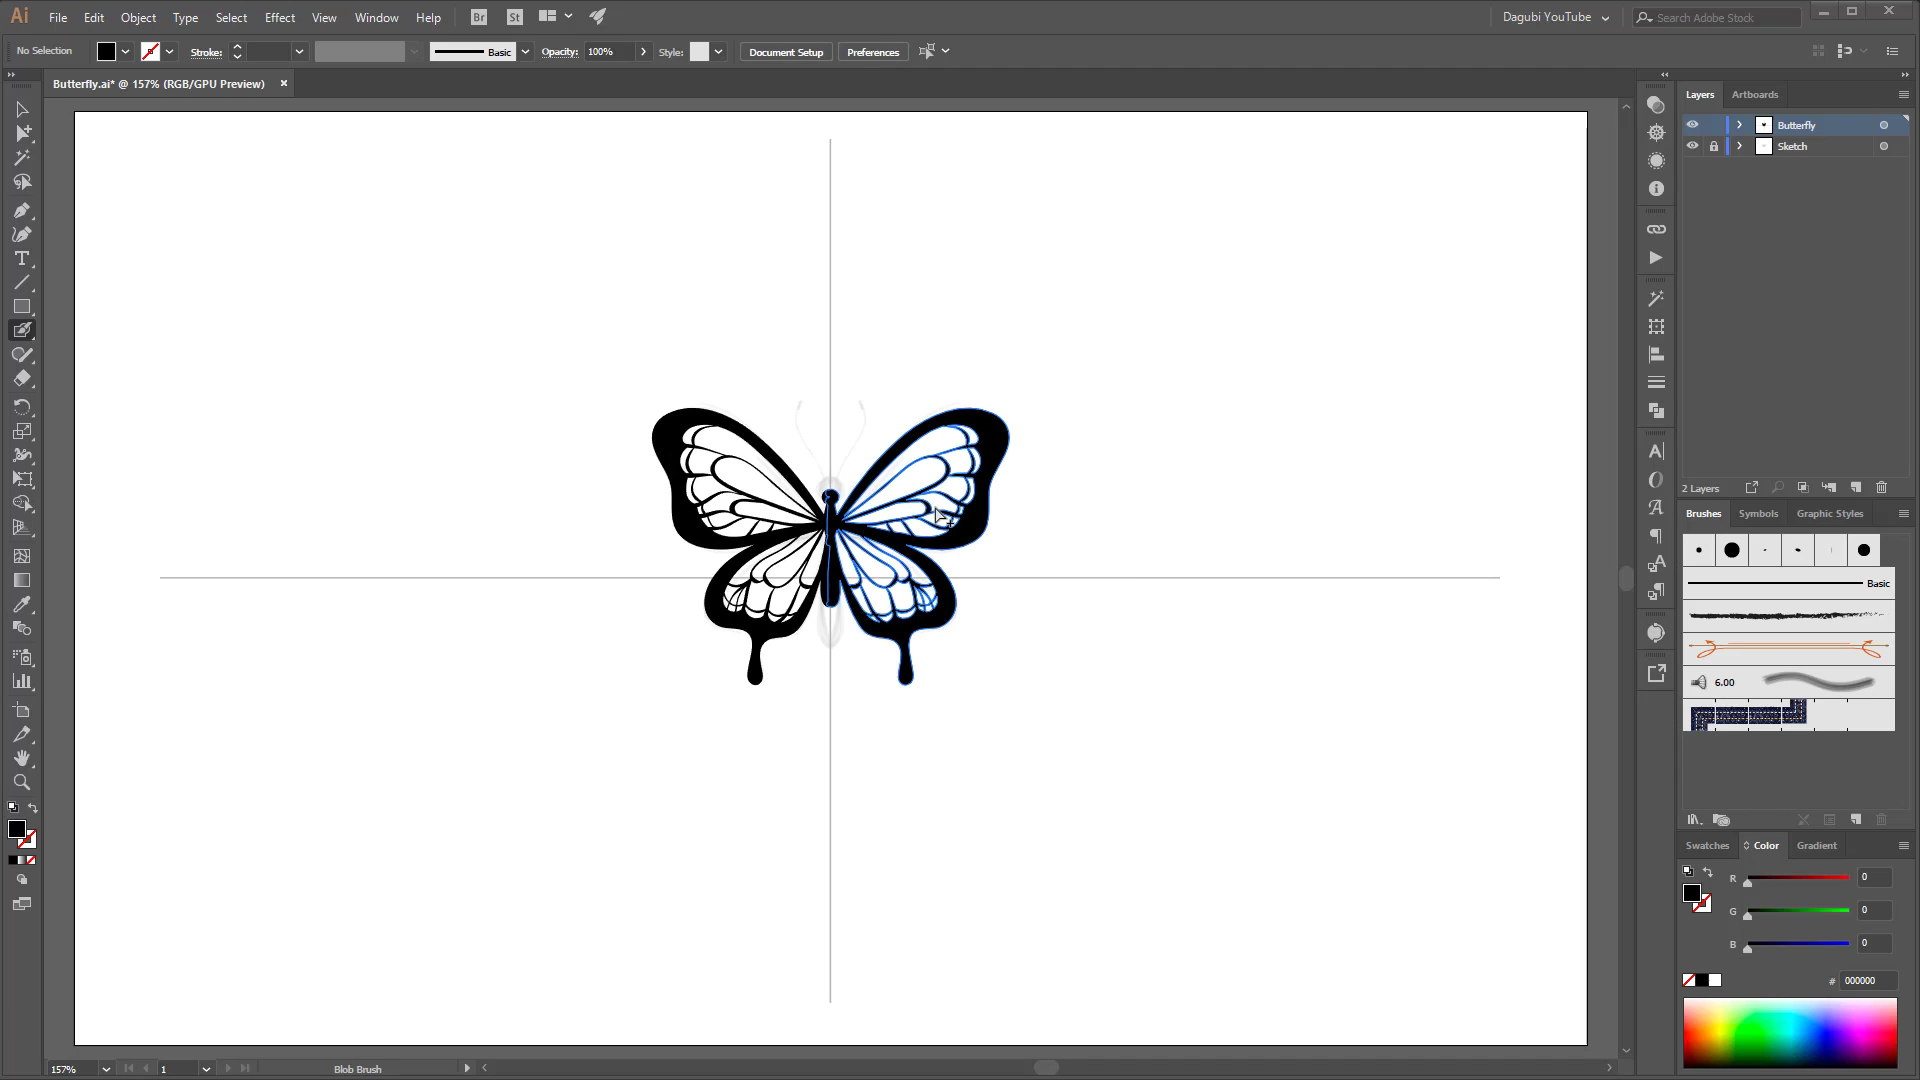 Ai File Edit Object Type Select Effect View Window Help Br St Dagubi YouTube Search Adobe Stock
No Selection Stroke: Basic Opacity: 100% Style: Document Setup Preferences
Butterfly.ai* @ 157% (RGB/GPU Preview)
Layers Artboards
Butterfly
Sketch
2 Layers
Brushes Symbols Graphic Styles
Basic
6.00
Swatches Color Gradient
R 0
G 0
B 0
# 000000
157% 1 Blob Brush